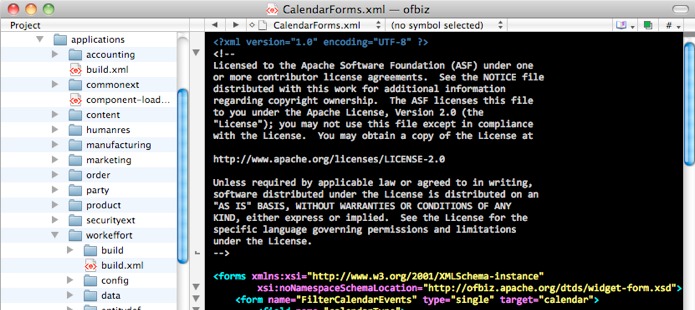 CalendarForms.xml — ofbiz
Project
CalendarForms.xml
(no symbol selected)
#
applications
accounting
build.xml
commonext
component-load...
content
humanres
manufacturing
marketing
order
party
product
securityext
workeffort
build
build.xml
config
data
<?xml version="1.0" encoding="UTF-8" ?>
<!--
Licensed to the Apache Software Foundation (ASF) under one
or more contributor license agreements.  See the NOTICE file
distributed with this work for additional information
regarding copyright ownership.  The ASF licenses this file
to you under the Apache License, Version 2.0 (the
"License"); you may not use this file except in compliance
with the License.  You may obtain a copy of the License at

http://www.apache.org/licenses/LICENSE-2.0

Unless required by applicable law or agreed to in writing,
software distributed under the License is distributed on an
"AS IS" BASIS, WITHOUT WARRANTIES OR CONDITIONS OF ANY
KIND, either express or implied.  See the License for the
specific language governing permissions and limitations
under the License.
-->

<forms xmlns:xsi="http://www.w3.org/2001/XMLSchema-instance"
xsi:noNamespaceSchemaLocation="http://ofbiz.apache.org/dtds/widget-form.xsd">
<form name="FilterCalendarEvents" type="single" target="calendar">